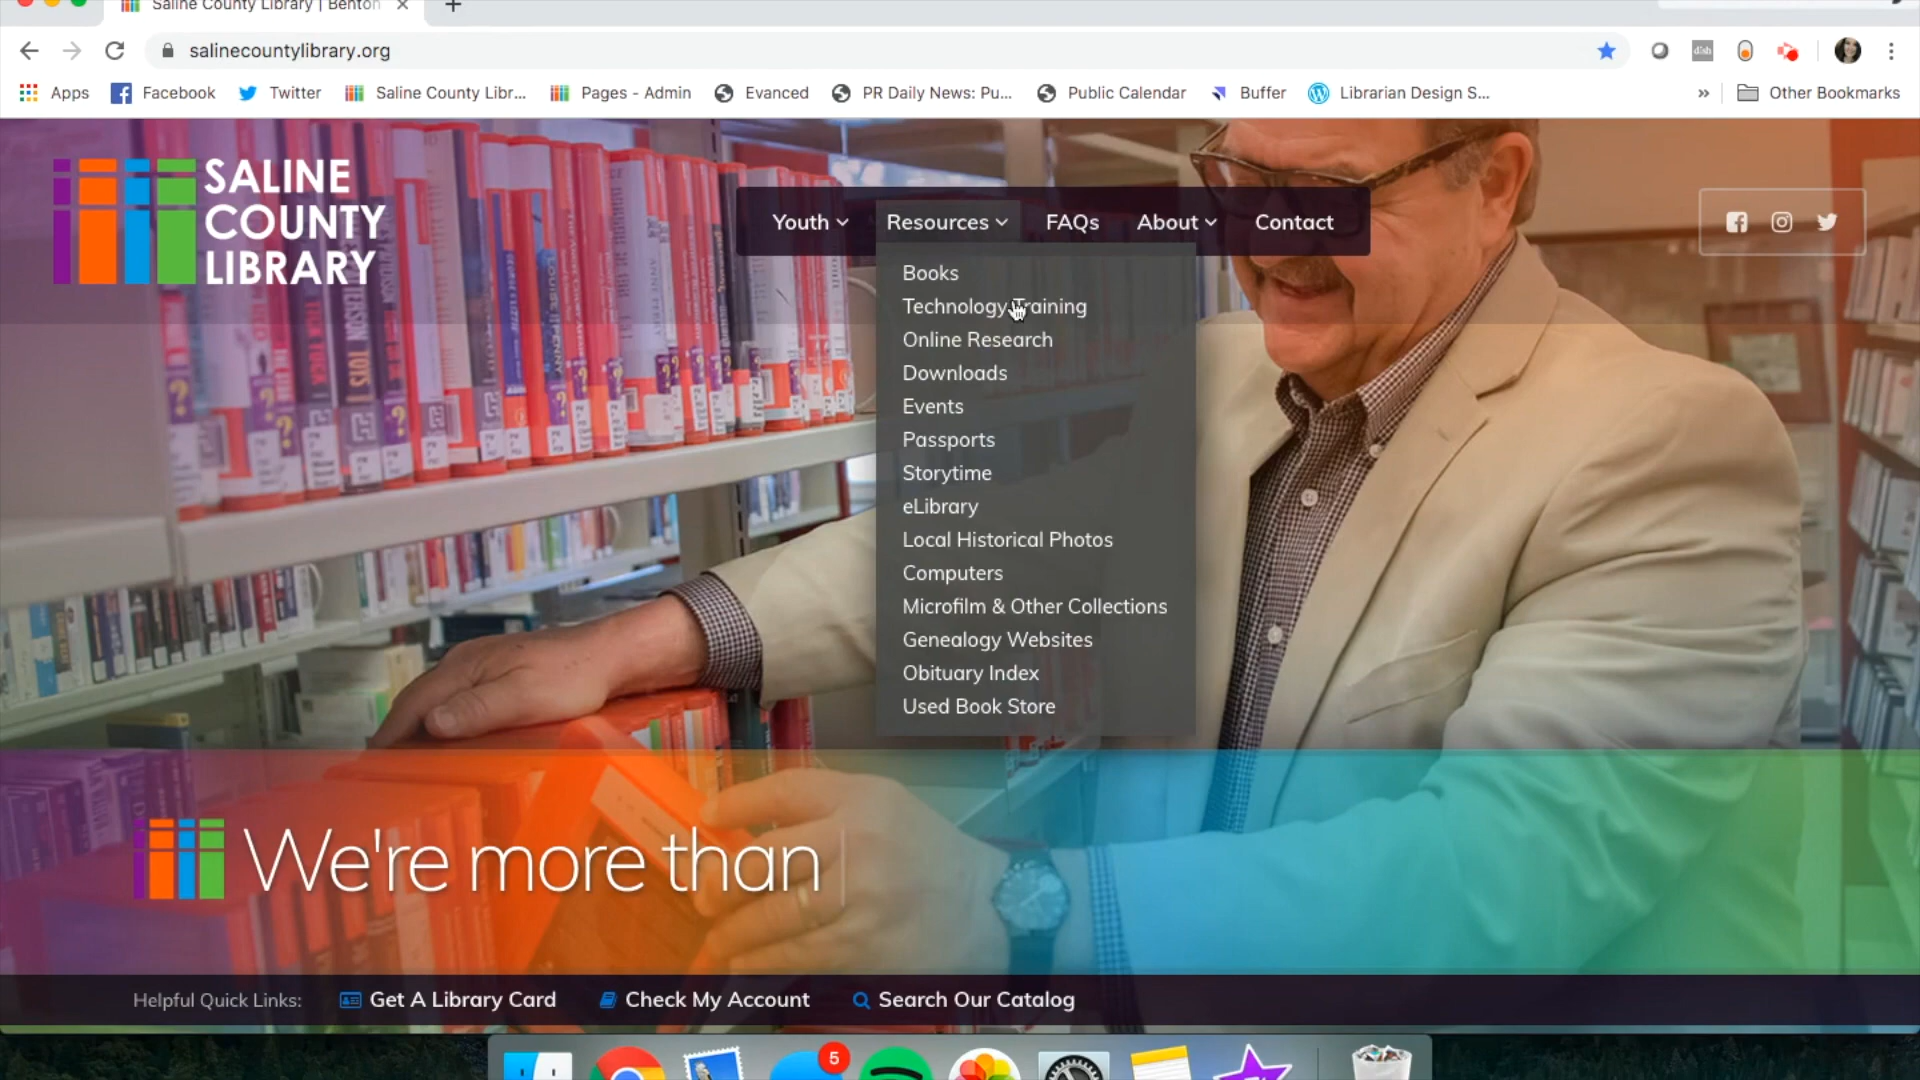 Saline County Library | Benton
salinecountylibrary.org
dish
Apps
Facebook
Twitter
Saline County Libr...
Pages - Admin
Evanced
PR Daily News: Pu...
Public Calendar
Buffer
Librarian Design S...
»
Other Bookmarks
SALINE
COUNTY
LIBRARY
Youth
Resources
FAQs
About
Contact
Books
Technology Training
Online Research
Downloads
Events
Passports
Storytime
eLibrary
Local Historical Photos
Computers
Microfilm & Other Collections
Genealogy Websites
Obituary Index
Used Book Store
We're more than
Helpful Quick Links:
Get A Library Card
Check My Account
Search Our Catalog
5